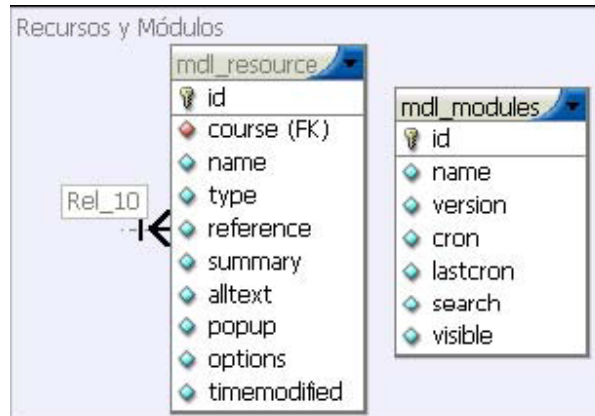 Recursos y Módulos
mdl_resource
id
course (FK)
name
type
reference
summary
alltext
popup
options
timemodified
Rel_10
mdl_modules
id
name
version
cron
lastcron
search
visible